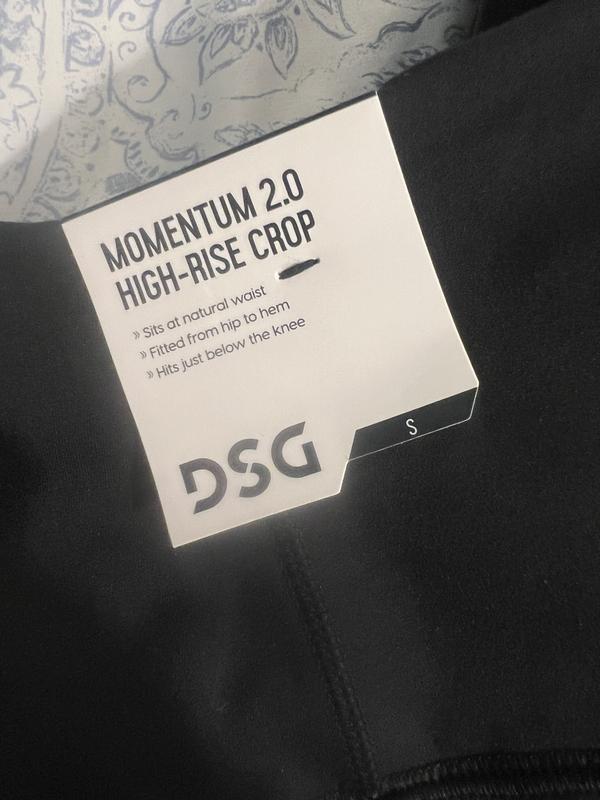 MOMENTUM 2.0
HIGH-RISE CROP
» Sits at natural waist
» Fitted from hip to hem
» Hits just below the knee
DSG
S